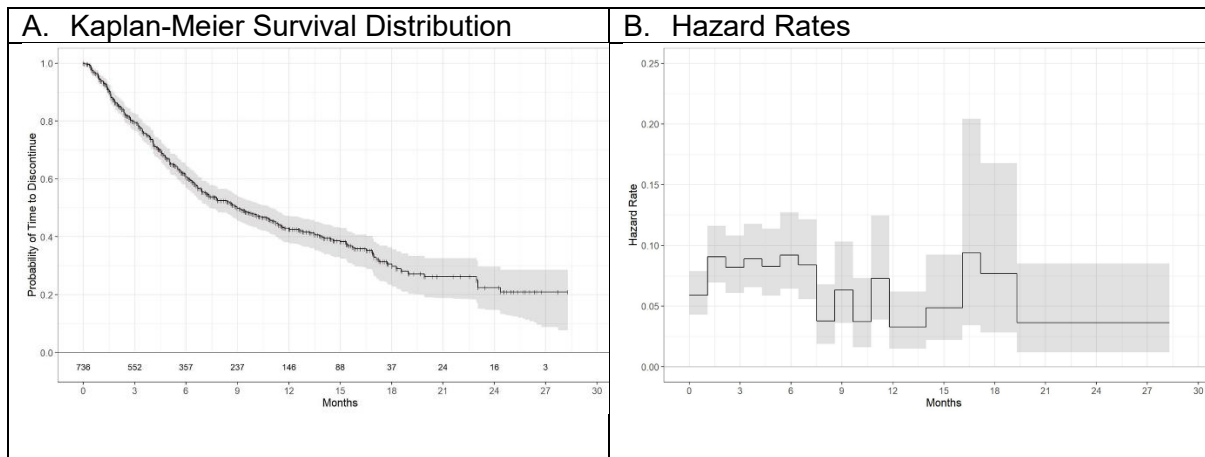 A. Kaplan-Meier Survival Distribution
B. Hazard Rates
Probability of Time to Discontinue
1.0
0.8
0.6
0.4
0.2
0.0
736 552 357 237 146 88 37 24 16 3
0 3 6 9 12 15 18 21 24 27 30
Months
Hazard Rate
0.25
0.20
0.15
0.10
0.05
0.00
0 3 6 9 12 15 18 21 24 27 30
Months